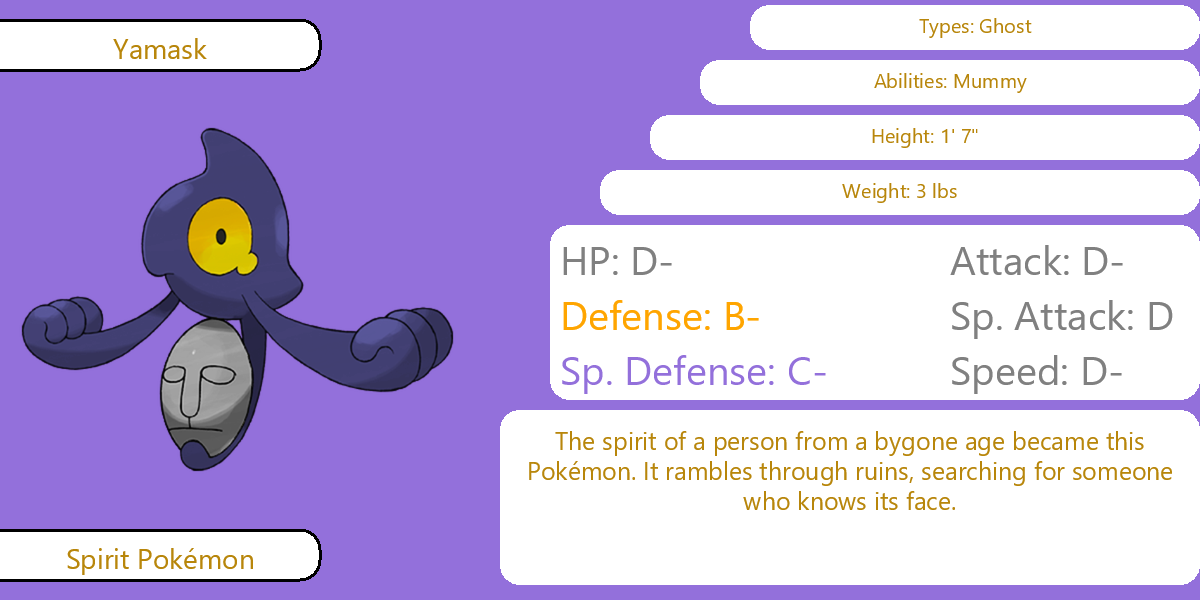 Yamask
Types: Ghost
Abilities: Mummy
Height: 1' 7"
Weight: 3 lbs
HP: D-
Attack: D-
Defense: B-
Sp. Attack: D
Sp. Defense: C-
Speed: D-
The spirit of a person from a bygone age became this
Pokémon. It rambles through ruins, searching for someone
who knows its face.
Spirit Pokémon